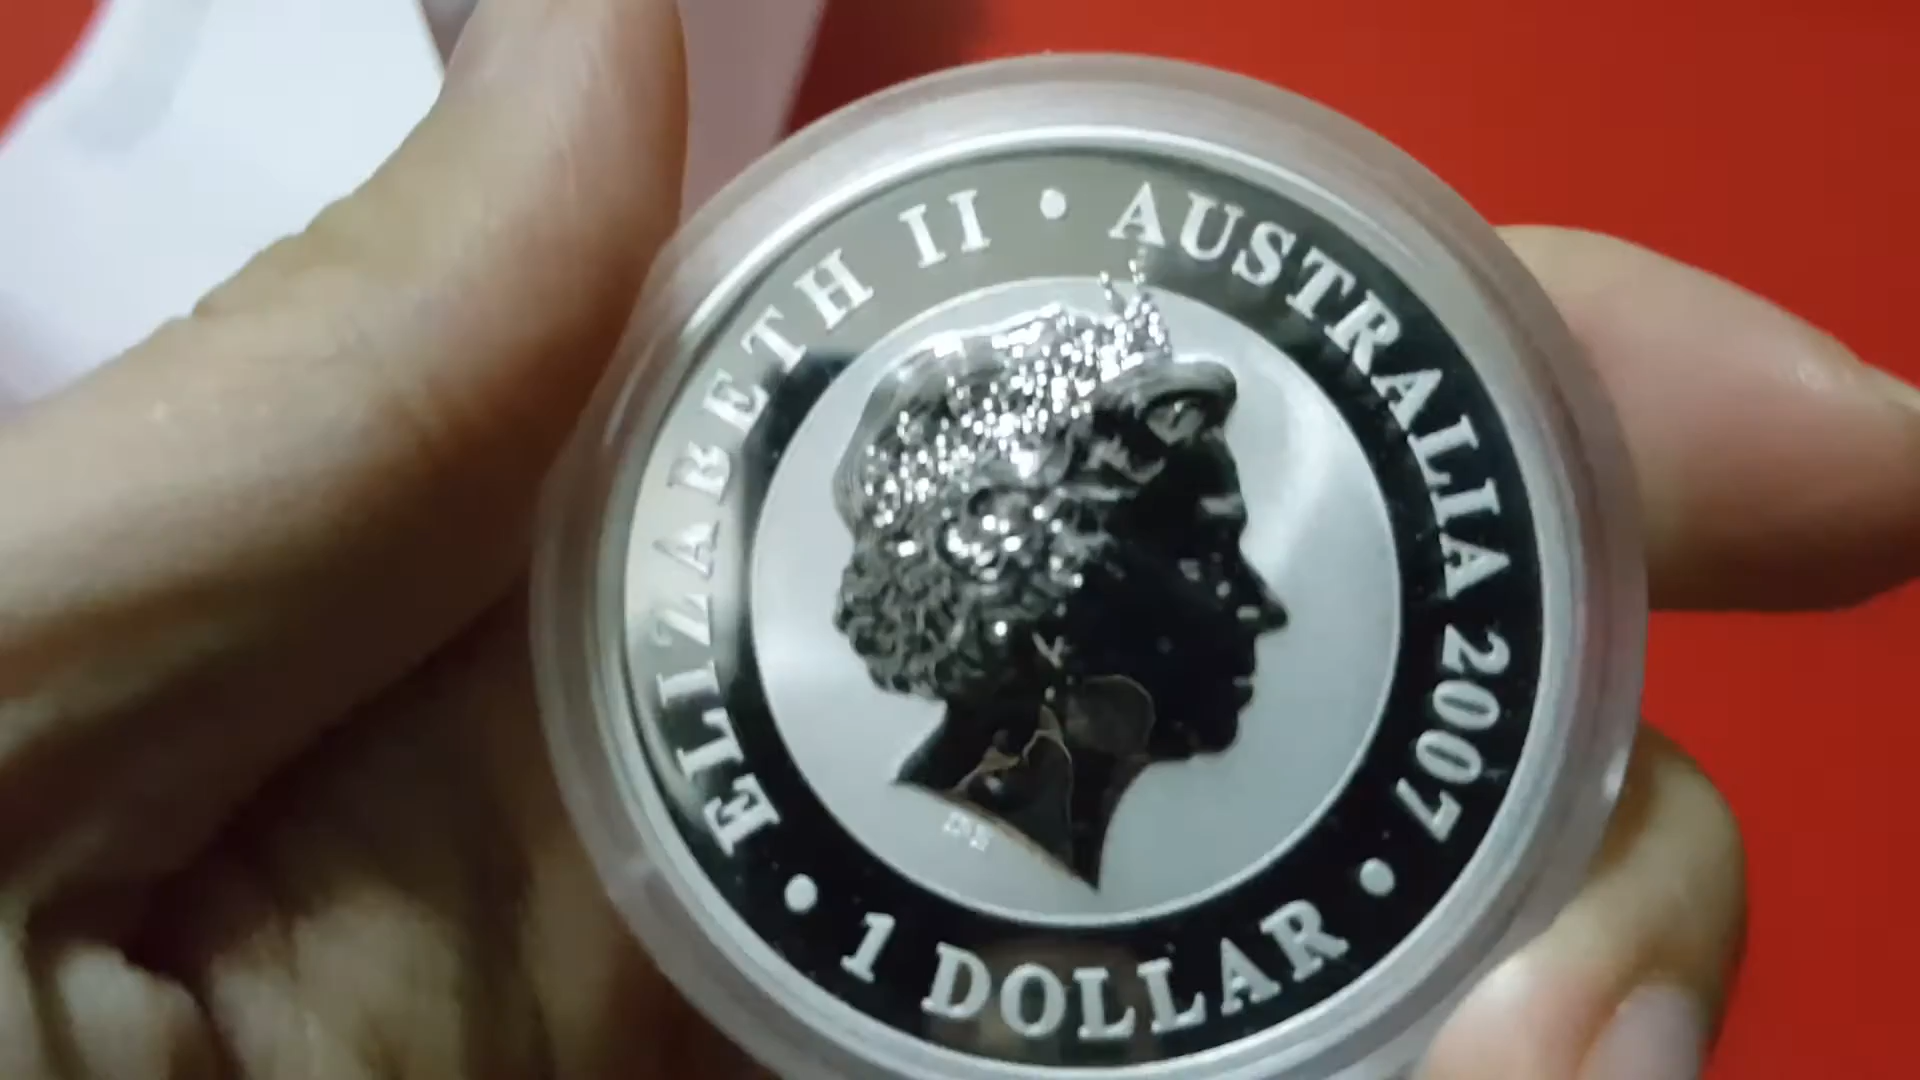 ELIZABETH II • AUSTRALIA 2007 • 1 DOLLAR •